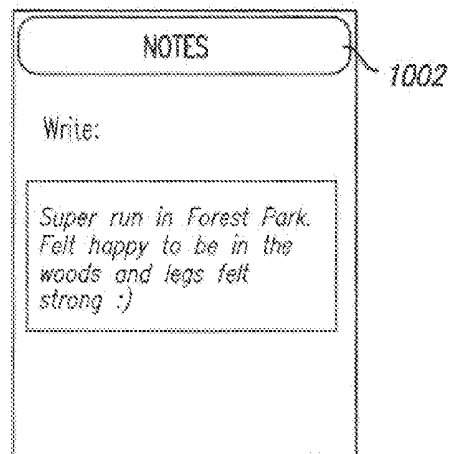 NOTES
1002
Write:
Super run in Forest Park.
Felt happy to be in the
woods and legs felt
strong :)